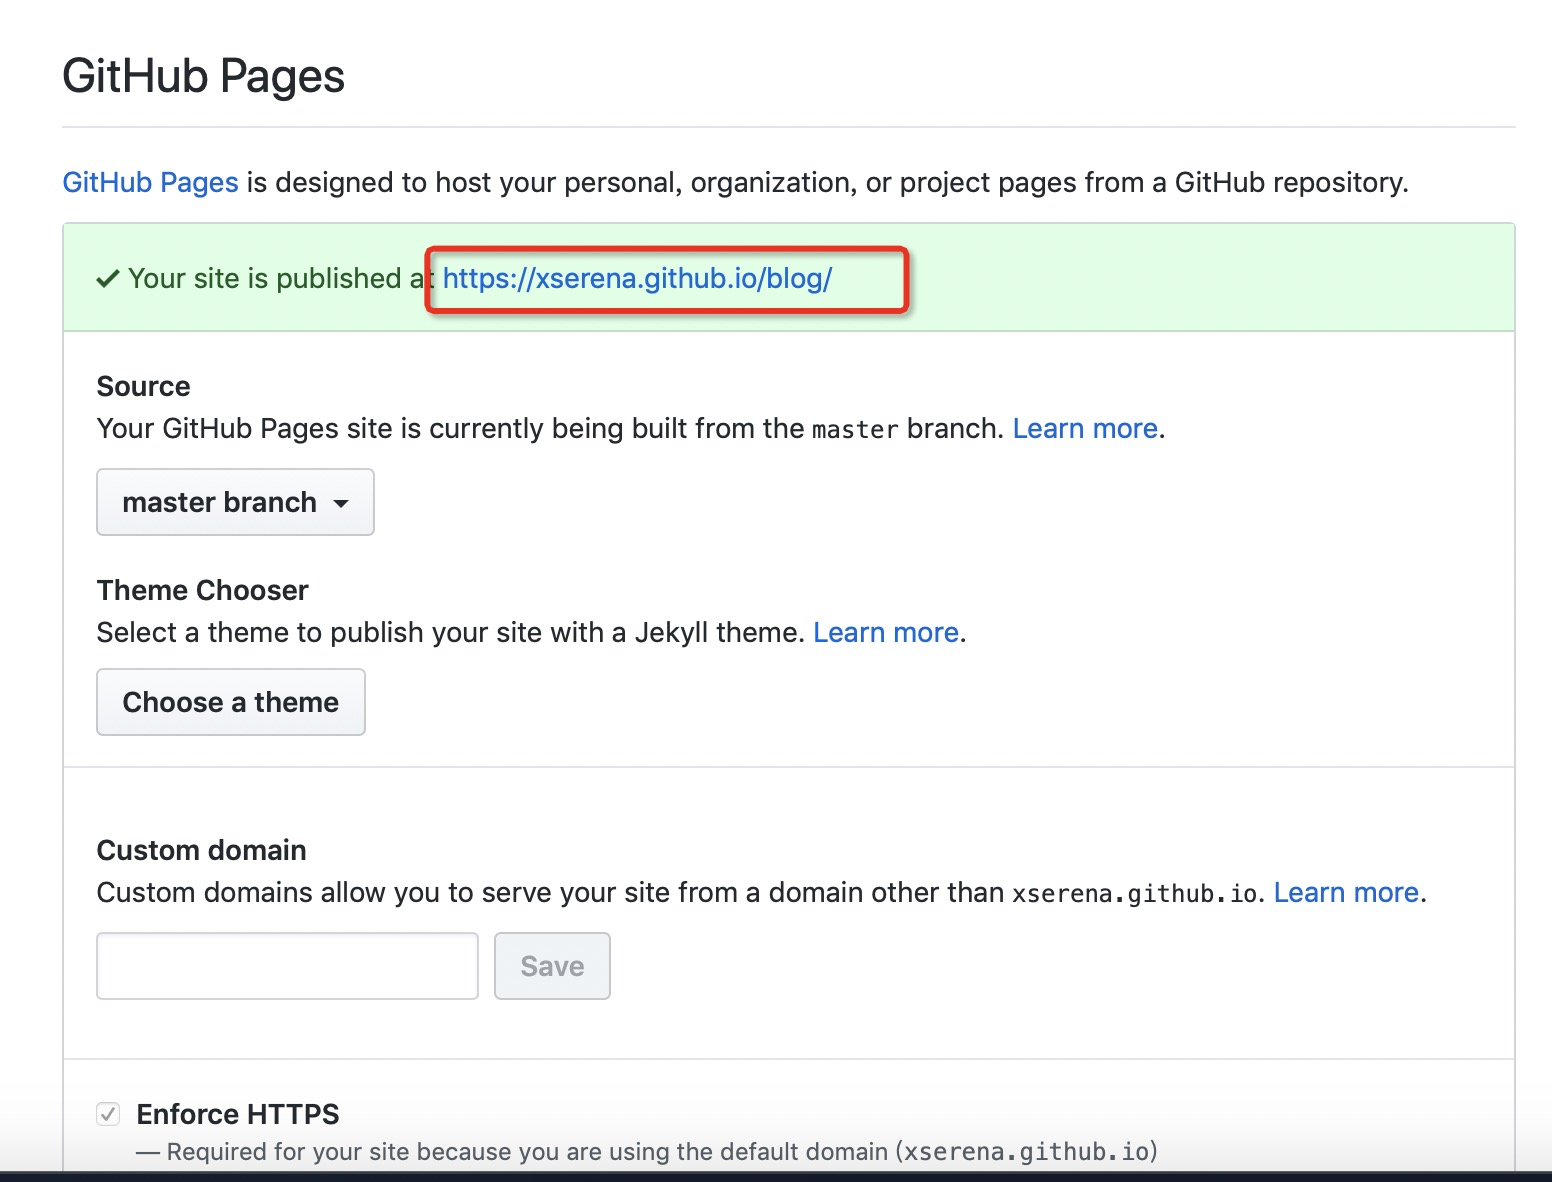 GitHub Pages
GitHub Pages is designed to host your personal, organization, or project pages from a GitHub repository.
Your site is published at https://xserena.github.io/blog/
Source
Your GitHub Pages site is currently being built from the master branch. Learn more.
master branch
Theme Chooser
Select a theme to publish your site with a Jekyll theme. Learn more.
Choose a theme
Custom domain
Custom domains allow you to serve your site from a domain other than xserena.github.io. Learn more.
Save
Enforce HTTPS
— Required for your site because you are using the default domain (xserena.github.io)